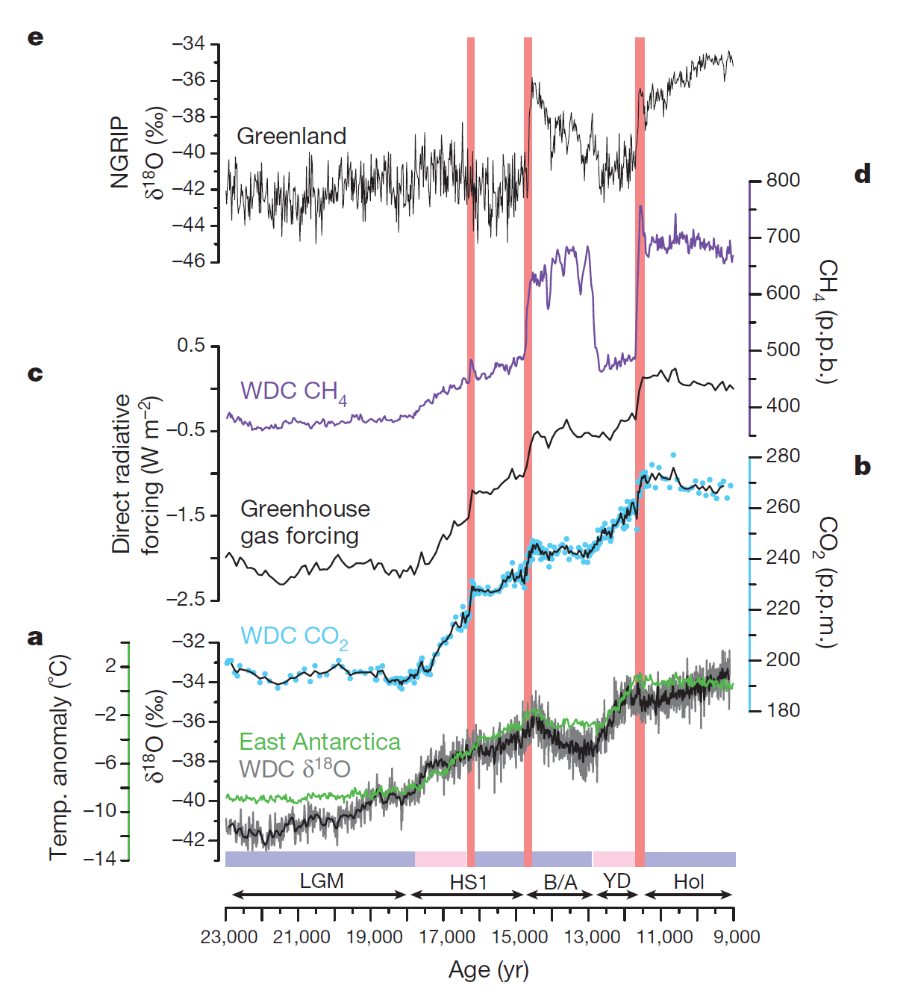 e
−34
−36
−38
−40
−42
−44
−46
NGRIP
δ18O (‰)
Greenland
d
800
700
600
500
400
CH4 (p.p.b.)
c
0.5
−0.5
−1.5
−2.5
Direct radiative
forcing (W m−2)
WDC CH4
Greenhouse
gas forcing
b
280
260
240
220
200
180
CO2 (p.p.m.)
WDC CO2
a
2
−2
−6
−10
−14
Temp. anomaly (°C)
−32
−34
−36
−38
−40
−42
δ18O (‰)
East Antarctica
WDC δ18O
LGM HS1 B/A YD Hol
23,000 21,000 19,000 17,000 15,000 13,000 11,000 9,000
Age (yr)